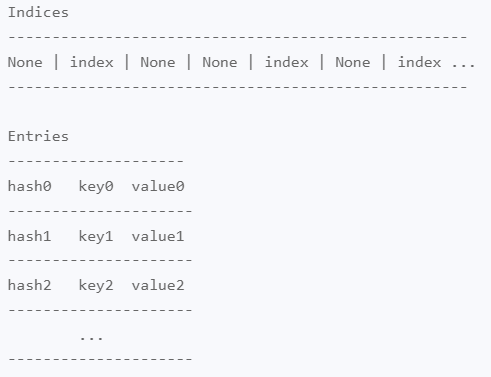 Indices
----------------------------------------------------
None | index | None | None | index | None | index ...
----------------------------------------------------
Entries
--------------------
hash0   key0  value0
---------------------
hash1   key1  value1
---------------------
hash2   key2  value2
---------------------
        ...
---------------------